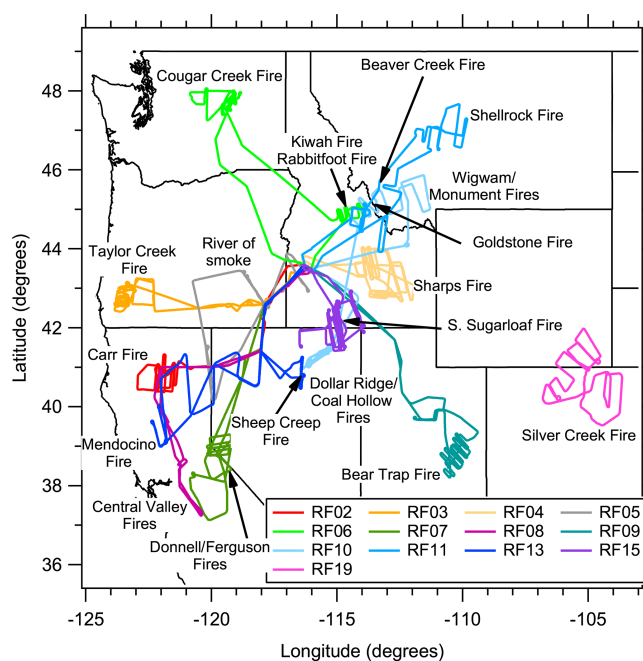 Beaver Creek Fire
Cougar Creek Fire
Shellrock Fire
Kiwah Fire
Rabbitfoot Fire
Wigwam/
Monument Fires
Goldstone Fire
River of
smoke
Taylor Creek
Fire
Sharps Fire
S. Sugarloaf Fire
Carr Fire
Dollar Ridge/
Coal Hollow
Fires
Sheep Creep
Fire
Silver Creek Fire
Mendocino
Fire
Bear Trap Fire
Central Valley
Fires
Donnell/Ferguson
Fires
RF02 RF03 RF04 RF05
RF06 RF07 RF08 RF09
RF10 RF11 RF13 RF15
RF19
48
46
44
42
40
38
36
Latitude (degrees)
-125 -120 -115 -110 -105
Longitude (degrees)